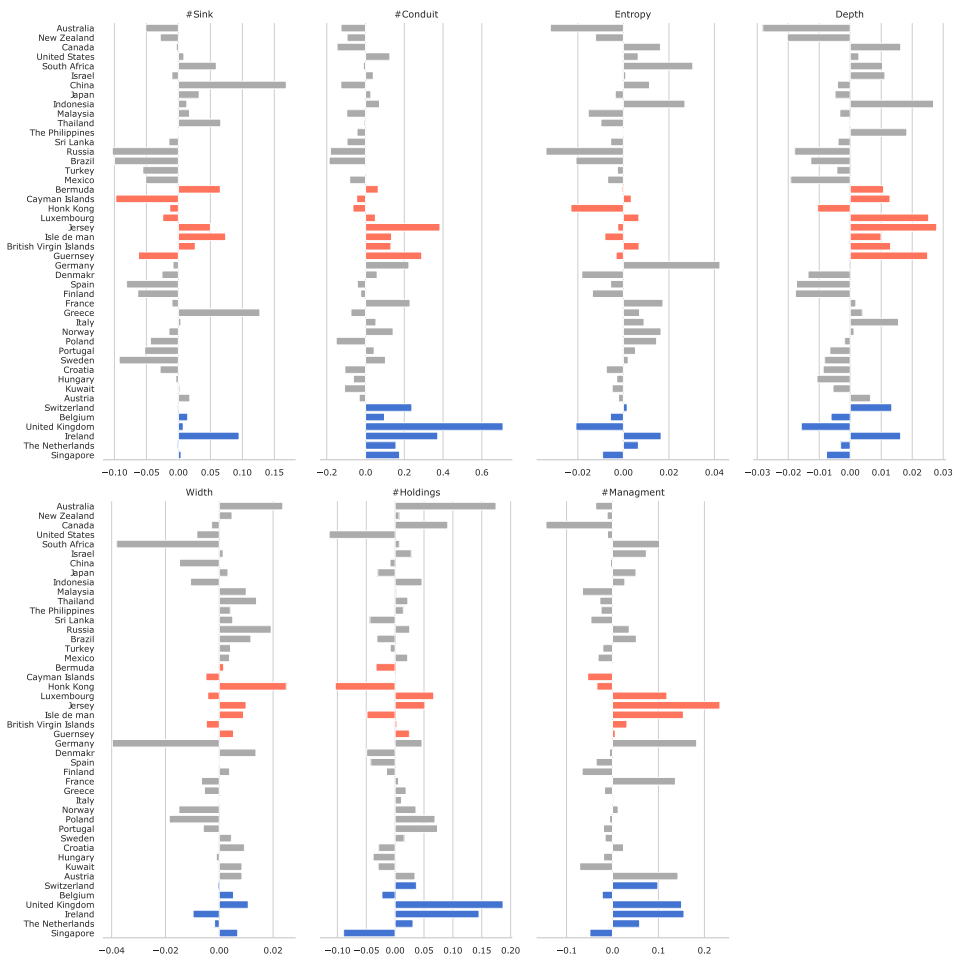 #Sink
#Conduit
Entropy
Depth
Australia
New Zealand
Canada
United States
South Africa
Israel
China
Japan
Indonesia
Malaysia
Thailand
The Philippines
Sri Lanka
Russia
Brazil
Turkey
Mexico
Bermuda
Cayman Islands
Honk Kong
Luxembourg
Jersey
Isle de man
British Virgin Islands
Guernsey
Germany
Denmakr
Spain
Finland
France
Greece
Italy
Norway
Poland
Portugal
Sweden
Croatia
Hungary
Kuwait
Austria
Switzerland
Belgium
United Kingdom
Ireland
The Netherlands
Singapore
−0.10 −0.05 0.00 0.05 0.10 0.15
−0.2 0.0 0.2 0.4 0.6
−0.02 0.00 0.02 0.04
−0.03 −0.02 −0.01 0.00 0.01 0.02 0.03
Width
#Holdings
#Managment
Australia
New Zealand
Canada
United States
South Africa
Israel
China
Japan
Indonesia
Malaysia
Thailand
The Philippines
Sri Lanka
Russia
Brazil
Turkey
Mexico
Bermuda
Cayman Islands
Honk Kong
Luxembourg
Jersey
Isle de man
British Virgin Islands
Guernsey
Germany
Denmakr
Spain
Finland
France
Greece
Italy
Norway
Poland
Portugal
Sweden
Croatia
Hungary
Kuwait
Austria
Switzerland
Belgium
United Kingdom
Ireland
The Netherlands
Singapore
−0.04 −0.02 0.00 0.02
−0.10 −0.05 0.00 0.05 0.10 0.15 0.20
−0.1 0.0 0.1 0.2